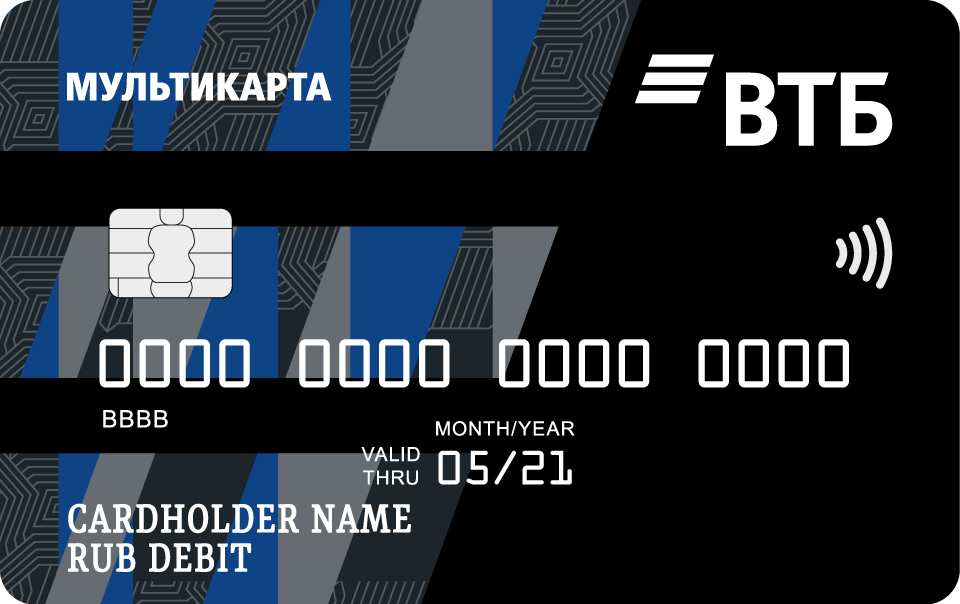 МУЛЬТИКАРТА
ВТБ
0000 0000 0000 0000
BBBB
MONTH/YEAR
VALID THRU 05/21
CARDHOLDER NAME
RUB DEBIT